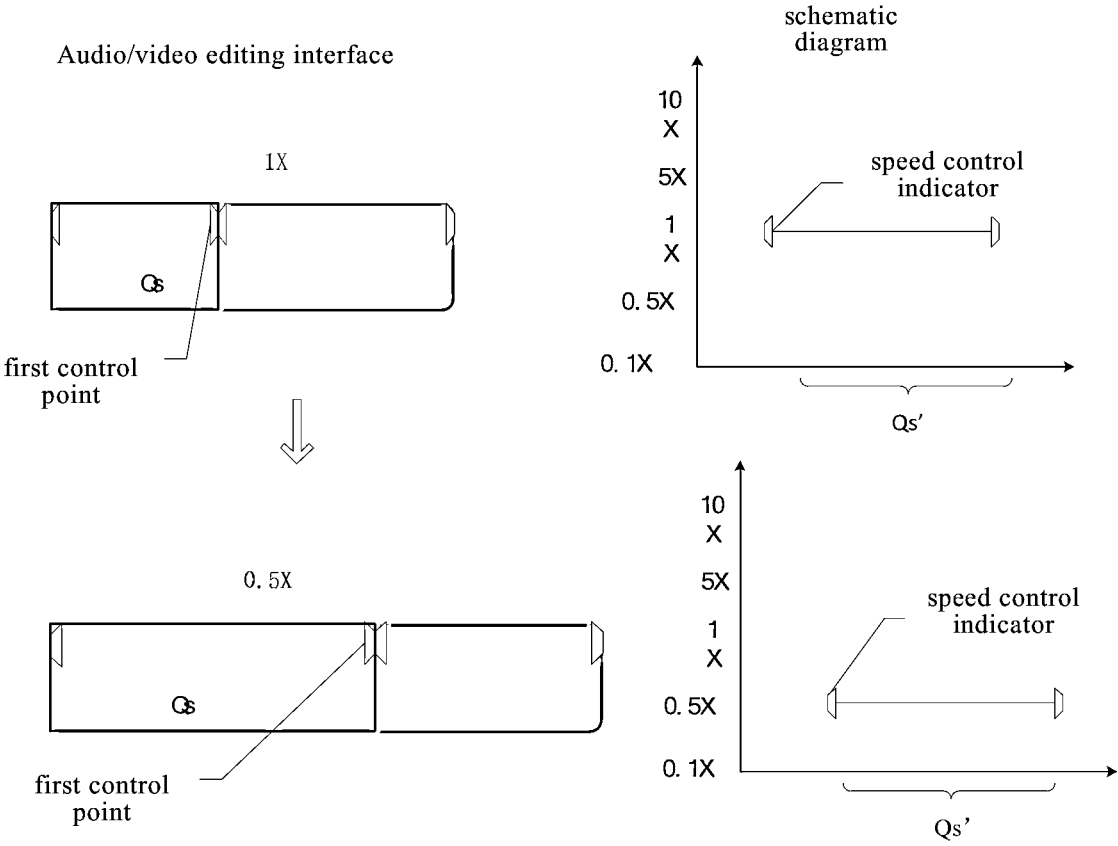 Audio/video editing interface
schematic
diagram
1X
Qs
first control
point
10
X
5X
1
X
0.5X
0.1X
speed control
indicator
Qs'
0.5X
Qs
first control
point
10
X
5X
1
X
0.5X
0.1X
speed control
indicator
Qs'